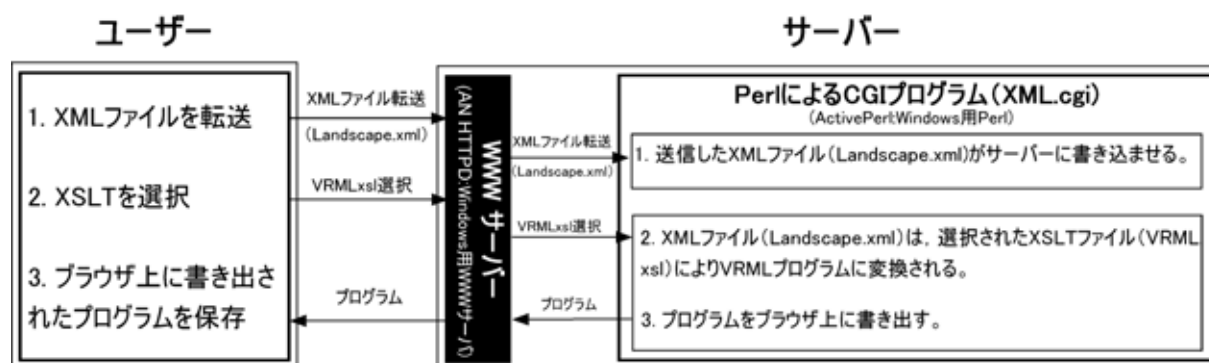 ユーザー
サーバー
1. XMLファイルを転送
2. XSLTを選択
3. ブラウザ上に書き出さ
れたプログラムを保存
XMLファイル転送
(Landscape.xml)
VRMLxsl選択
プログラム
WWW サーバー
(AN HTTPD:Windows用WWWサーバ)
XMLファイル転送
(Landscape.xml)
VRMLxsl選択
プログラム
PerlによるCGIプログラム(XML.cgi)
(ActivePerl:Windows用Perl)
1. 送信したXMLファイル(Landscape.xml)がサーバーに書き込ませる。
2. XMLファイル(Landscape.xml)は, 選択されたXSLTファイル(VRML
xsl)によりVRMLプログラムに変換される。
3. プログラムをブラウザ上に書き出す。